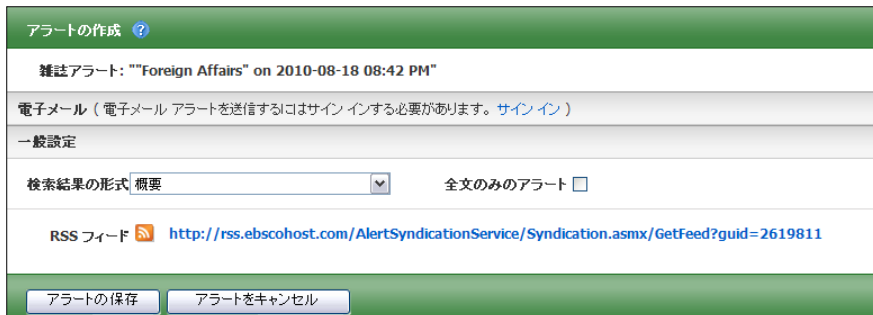 アラートの作成 ?
雑誌アラート: ""Foreign Affairs" on 2010-08-18 08:42 PM"
電子メール ( 電子メール アラートを送信するにはサイン インする必要があります。 サイン イン )
一般設定
検索結果の形式 概要 全文のみのアラート
RSS フィード http://rss.ebscohost.com/AlertSyndicationService/Syndication.asmx/GetFeed?guid=2619811
アラートの保存 アラートをキャンセル